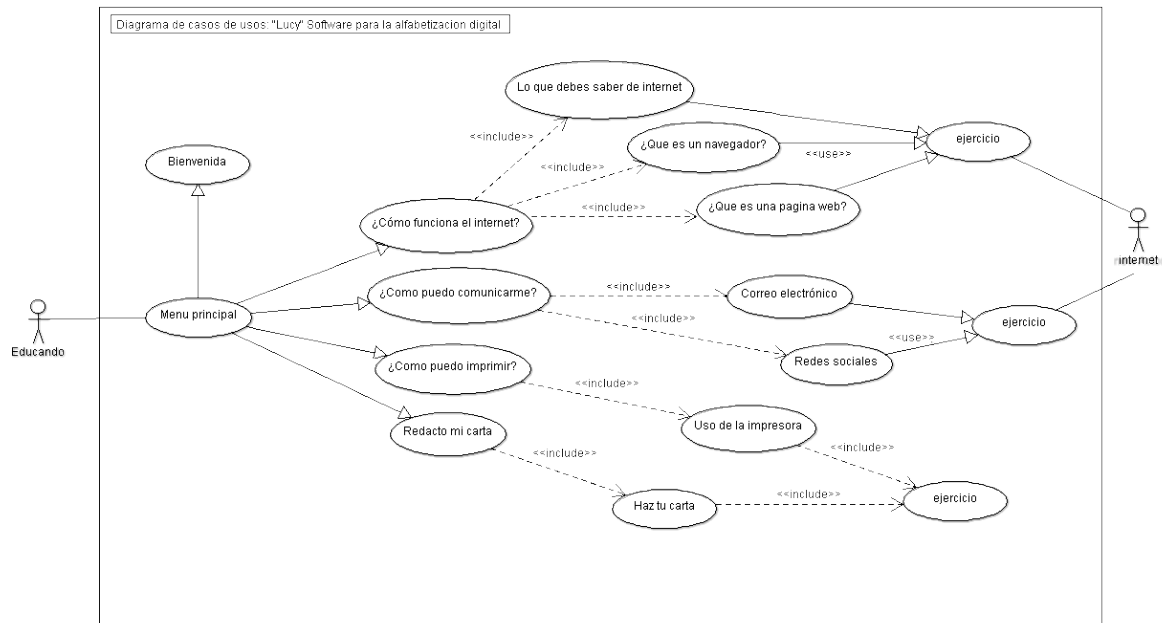 Diagrama de casos de usos: "Lucy" Software para la alfabetizacion digital
Lo que debes saber de internet
<<include>>
¿Que es un navegador?
ejercicio
<<use>>
Bienvenida
<<include>>
¿Que es una pagina web?
<<include>>
¿Cómo funciona el internet?
internet
¿Como puedo comunicarme?
<<include>>
Correo electrónico
Menu principal
<<include>>
ejercicio
<<use>>
Educando
¿Como puedo imprimir?
Redes sociales
<<include>>
Redacto mi carta
Uso de la impresora
<<include>>
<<include>>
<<include>>
ejercicio
Haz tu carta